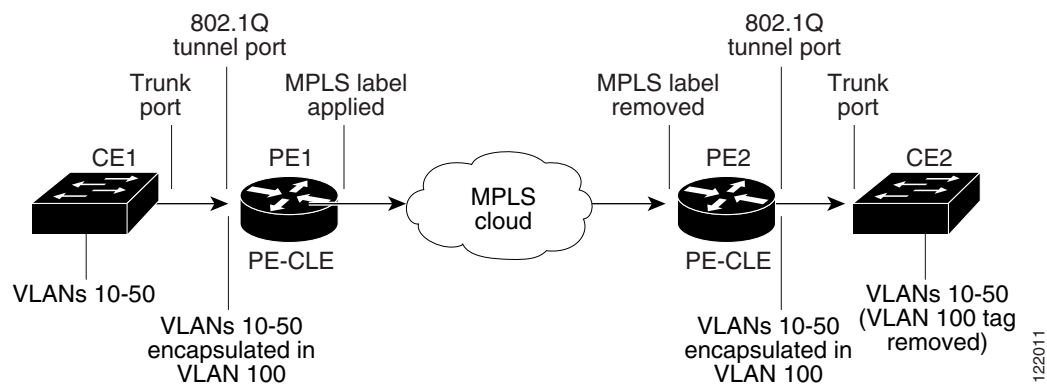 802.1Q
tunnel port
802.1Q
tunnel port
Trunk
port
MPLS label
applied
MPLS label
removed
Trunk
port
CE1
PE1
PE2
CE2
MPLS
cloud
PE-CLE
PE-CLE
VLANs 10-50
VLANs 10-50
encapsulated in
VLAN 100
VLANs 10-50
encapsulated in
VLAN 100
VLANs 10-50
(VLAN 100 tag
removed)
122011